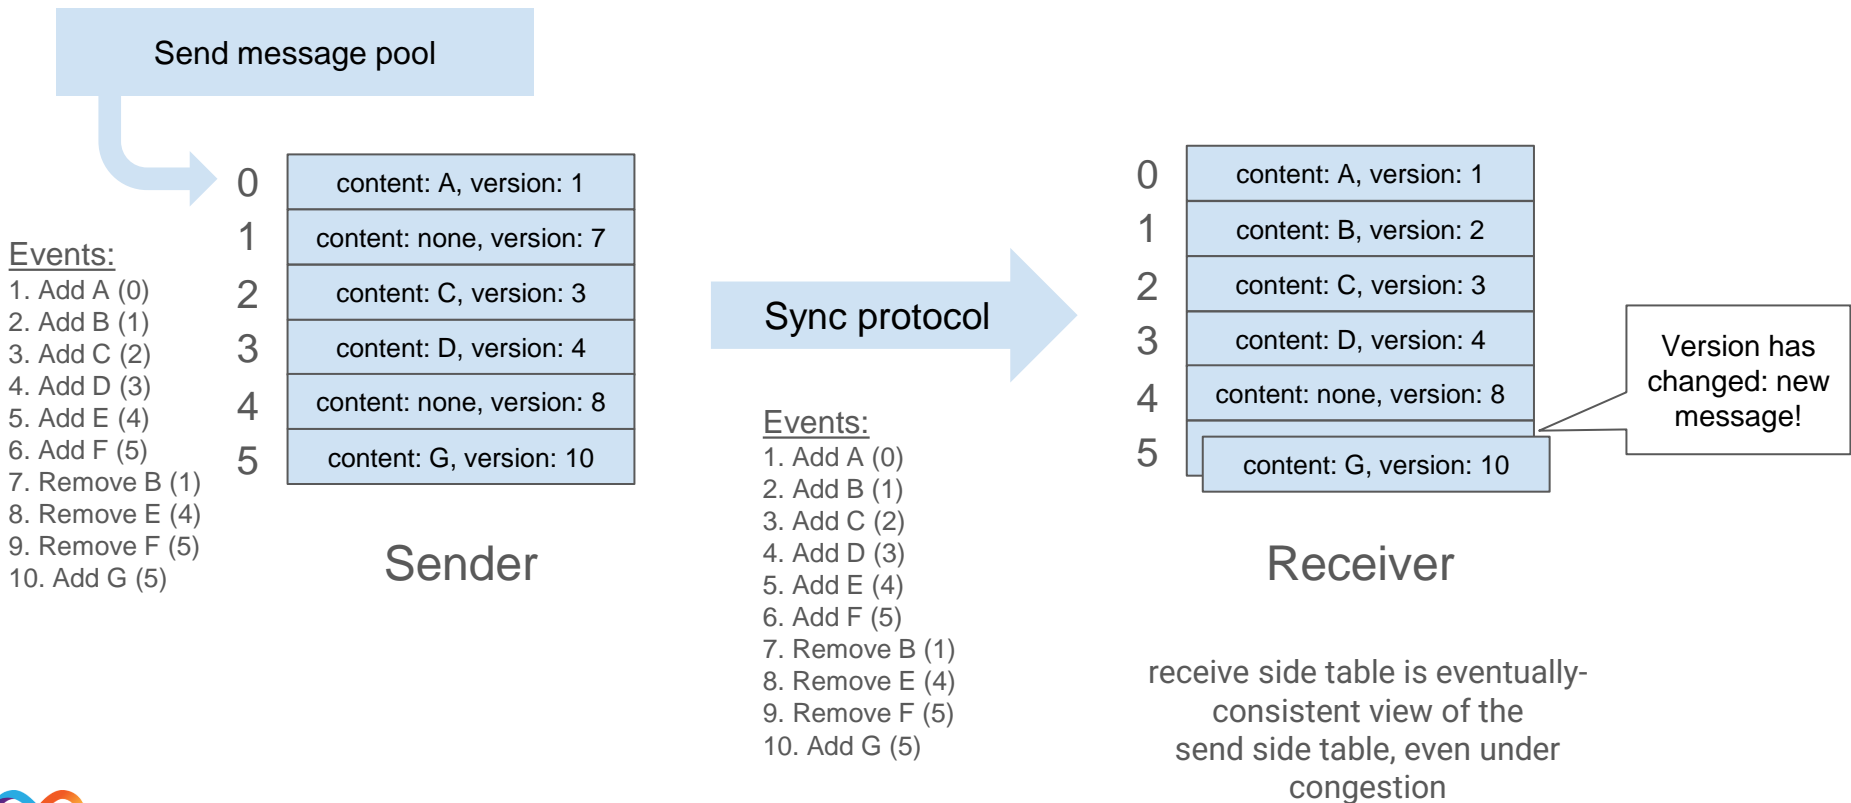 Send message pool
0
content: A, version: 1
1
content: none, version: 7
2
content: C, version: 3
3
content: D, version: 4
4
content: none, version: 8
5
content: G, version: 10
Events:
1. Add A (0)
2. Add B (1)
3. Add C (2)
4. Add D (3)
5. Add E (4)
6. Add F (5)
7. Remove B (1)
8. Remove E (4)
9. Remove F (5)
10. Add G (5)
Sender
Sync protocol
Events:
1. Add A (0)
2. Add B (1)
3. Add C (2)
4. Add D (3)
5. Add E (4)
6. Add F (5)
7. Remove B (1)
8. Remove E (4)
9. Remove F (5)
10. Add G (5)
0
content: A, version: 1
1
content: B, version: 2
2
content: C, version: 3
3
content: D, version: 4
4
content: none, version: 8
5
content: G, version: 10
Version has
changed: new
message!
Receiver
receive side table is eventually-
consistent view of the
send side table, even under
congestion